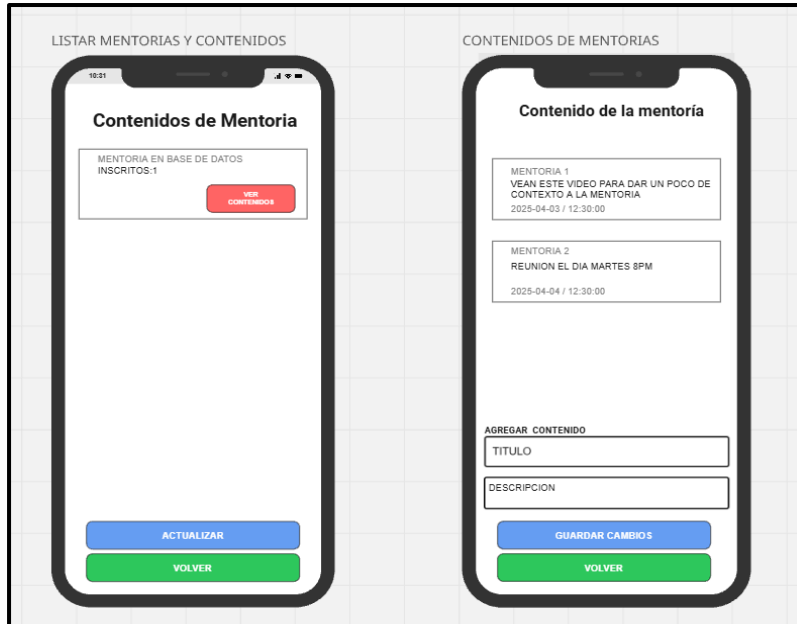 LISTAR MENTORIAS Y CONTENIDOS
10:31
Contenidos de Mentoria
MENTORIA EN BASE DE DATOS
INSCRITOS:1
VER
CONTENIDOS
ACTUALIZAR
VOLVER
CONTENIDOS DE MENTORIAS
Contenido de la mentoría
MENTORIA 1
VEAN ESTE VIDEO PARA DAR UN POCO DE
CONTEXTO A LA MENTORIA
2025-04-03 / 12:30:00
MENTORIA 2
REUNION EL DIA MARTES 8PM
2025-04-04 / 12:30:00
AGREGAR CONTENIDO
TITULO
DESCRIPCION
GUARDAR CAMBIOS
VOLVER